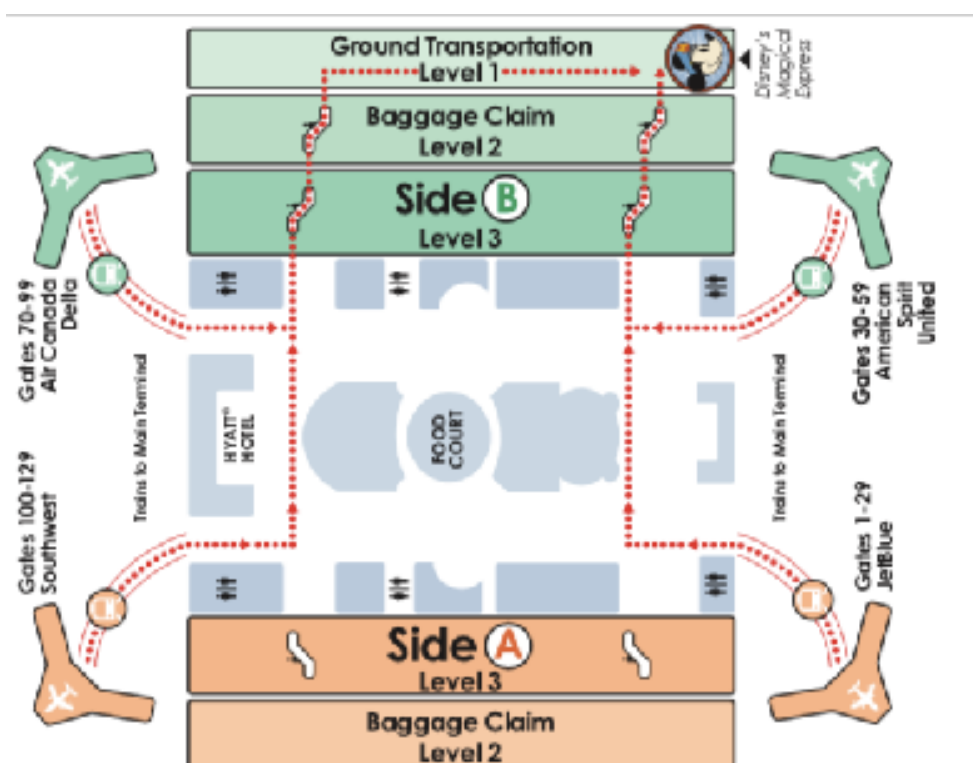 Ground Transportation
Level 1
Disney's
Magical
Express
Baggage Claim
Level 2
Side B
Level 3
Gates 70-99
Air Canada
Delta
Gates 30-59
American
Spirit
United
Trains to Main Terminal
HYATT®
HOTEL
FOOD
COURT
Trains to Main Terminal
Gates 100-129
Southwest
Gates 1-29
JetBlue
Side A
Level 3
Baggage Claim
Level 2